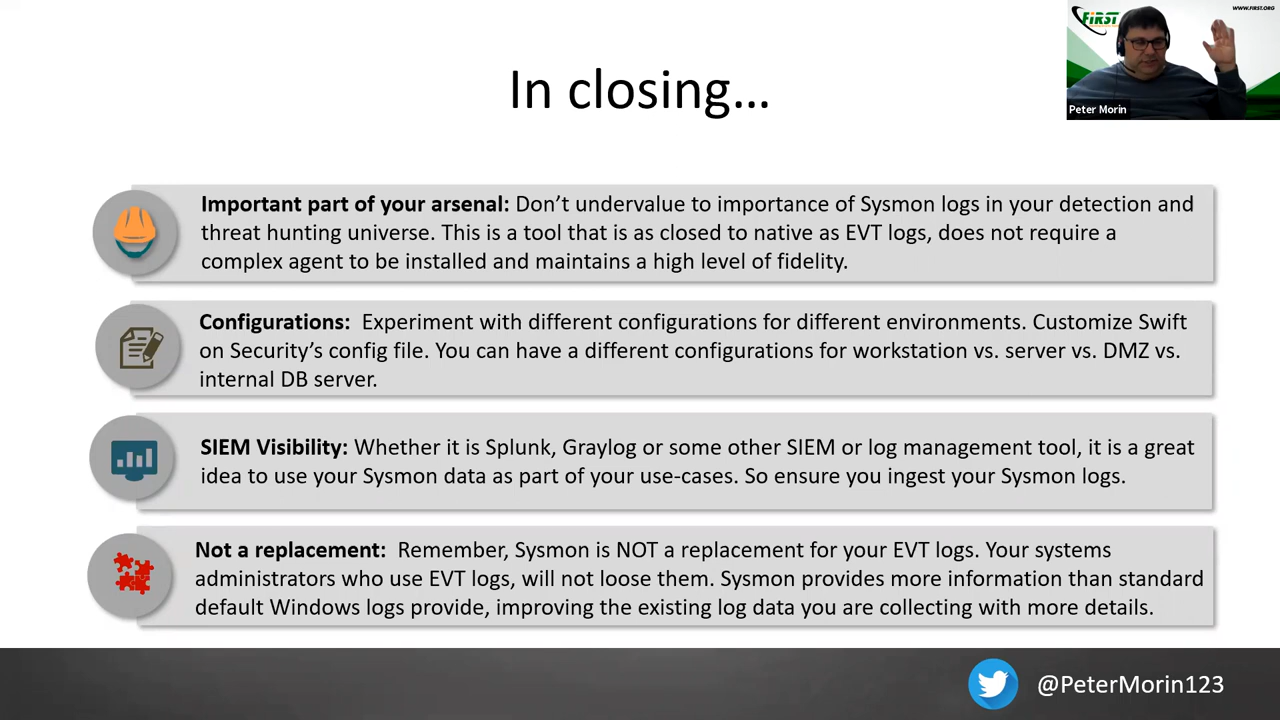 FIRST
WWW.FIRST.ORG
Peter Morin
In closing…
Important part of your arsenal: Don’t undervalue to importance of Sysmon logs in your detection and
threat hunting universe. This is a tool that is as closed to native as EVT logs, does not require a
complex agent to be installed and maintains a high level of fidelity.
Configurations:  Experiment with different configurations for different environments. Customize Swift
on Security’s config file. You can have a different configurations for workstation vs. server vs. DMZ vs.
internal DB server.
SIEM Visibility: Whether it is Splunk, Graylog or some other SIEM or log management tool, it is a great
idea to use your Sysmon data as part of your use-cases. So ensure you ingest your Sysmon logs.
Not a replacement:  Remember, Sysmon is NOT a replacement for your EVT logs. Your systems
administrators who use EVT logs, will not loose them. Sysmon provides more information than standard
default Windows logs provide, improving the existing log data you are collecting with more details.
@PeterMorin123